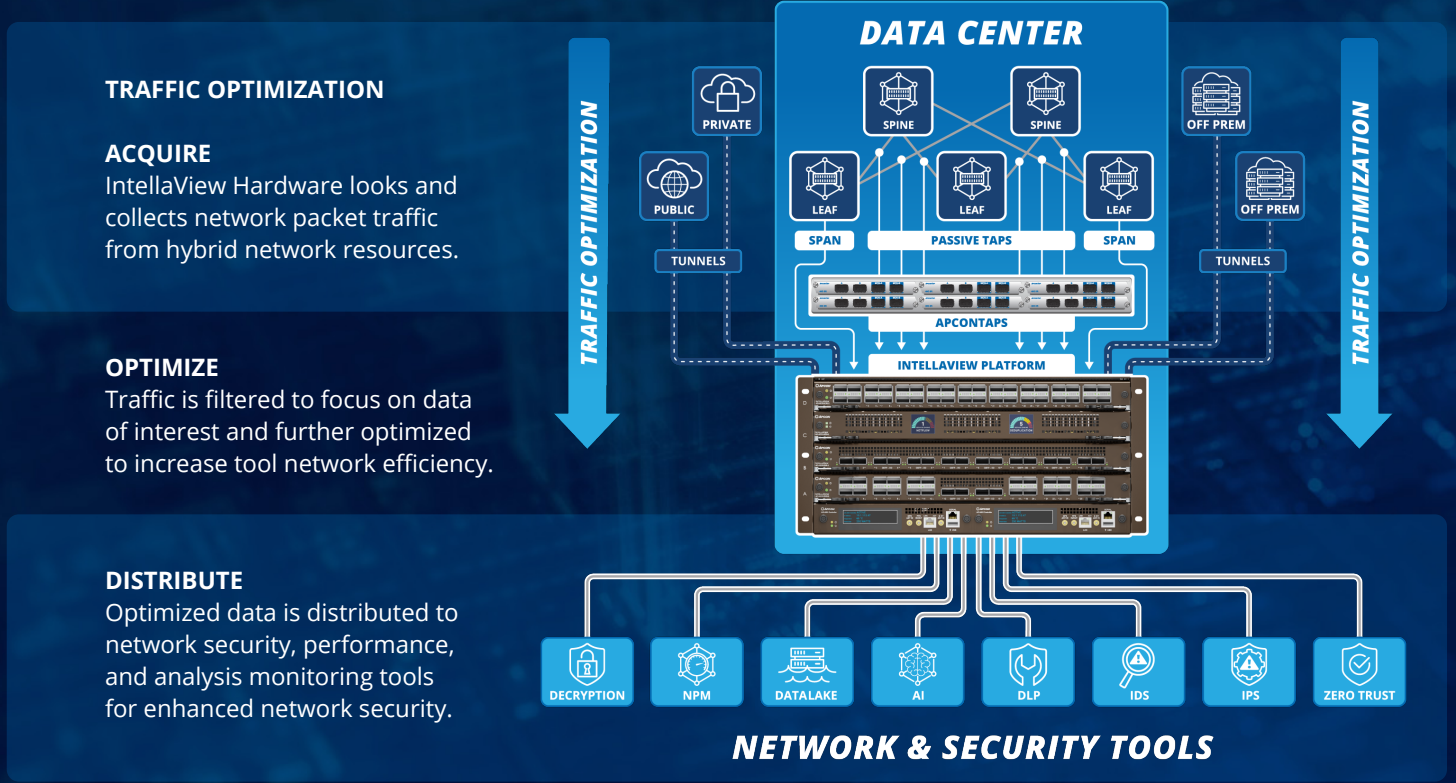 DATA CENTER
TRAFFIC OPTIMIZATION
ACQUIRE
IntellaView Hardware looks and
collects network packet traffic
from hybrid network resources.
OPTIMIZE
Traffic is filtered to focus on data
of interest and further optimized
to increase tool network efficiency.
DISTRIBUTE
Optimized data is distributed to
network security, performance,
and analysis monitoring tools
for enhanced network security.
TRAFFIC OPTIMIZATION
PRIVATE
PUBLIC
TUNNELS
SPINE
SPINE
LEAF
LEAF
LEAF
SPAN
PASSIVE TAPS
SPAN
APCONTAPS
INTELLAVIEW PLATFORM
D
C
B
A
OFF PREM
OFF PREM
TUNNELS
TRAFFIC OPTIMIZATION
DECRYPTION
NPM
DATALAKE
AI
DLP
IDS
IPS
ZERO TRUST
NETWORK & SECURITY TOOLS